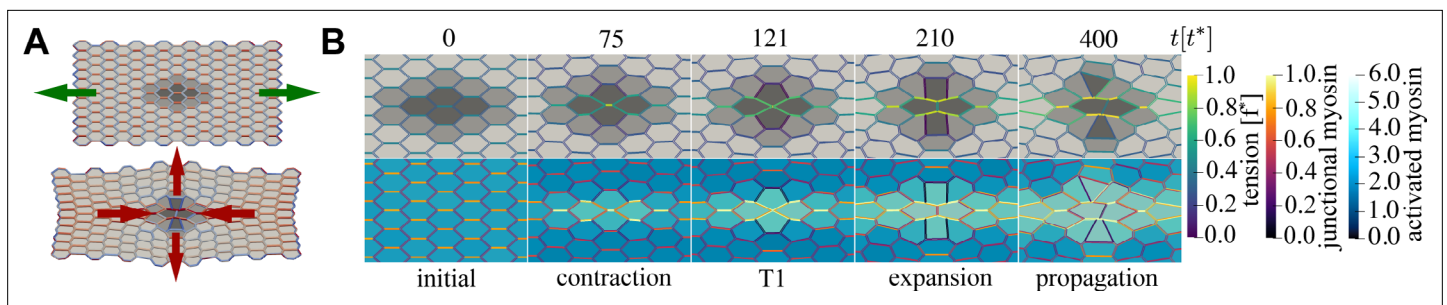 A
B
0 75 121 210 400 t[t*]
1.0 1.0 6.0
0.8 0.8 5.0
0.6 0.6 4.0
0.4 0.4 3.0
0.2 0.2 2.0
1.0
0.0 0.0 0.0
tension [f*]
junctional myosin
activated myosin
initial contraction T1 expansion propagation